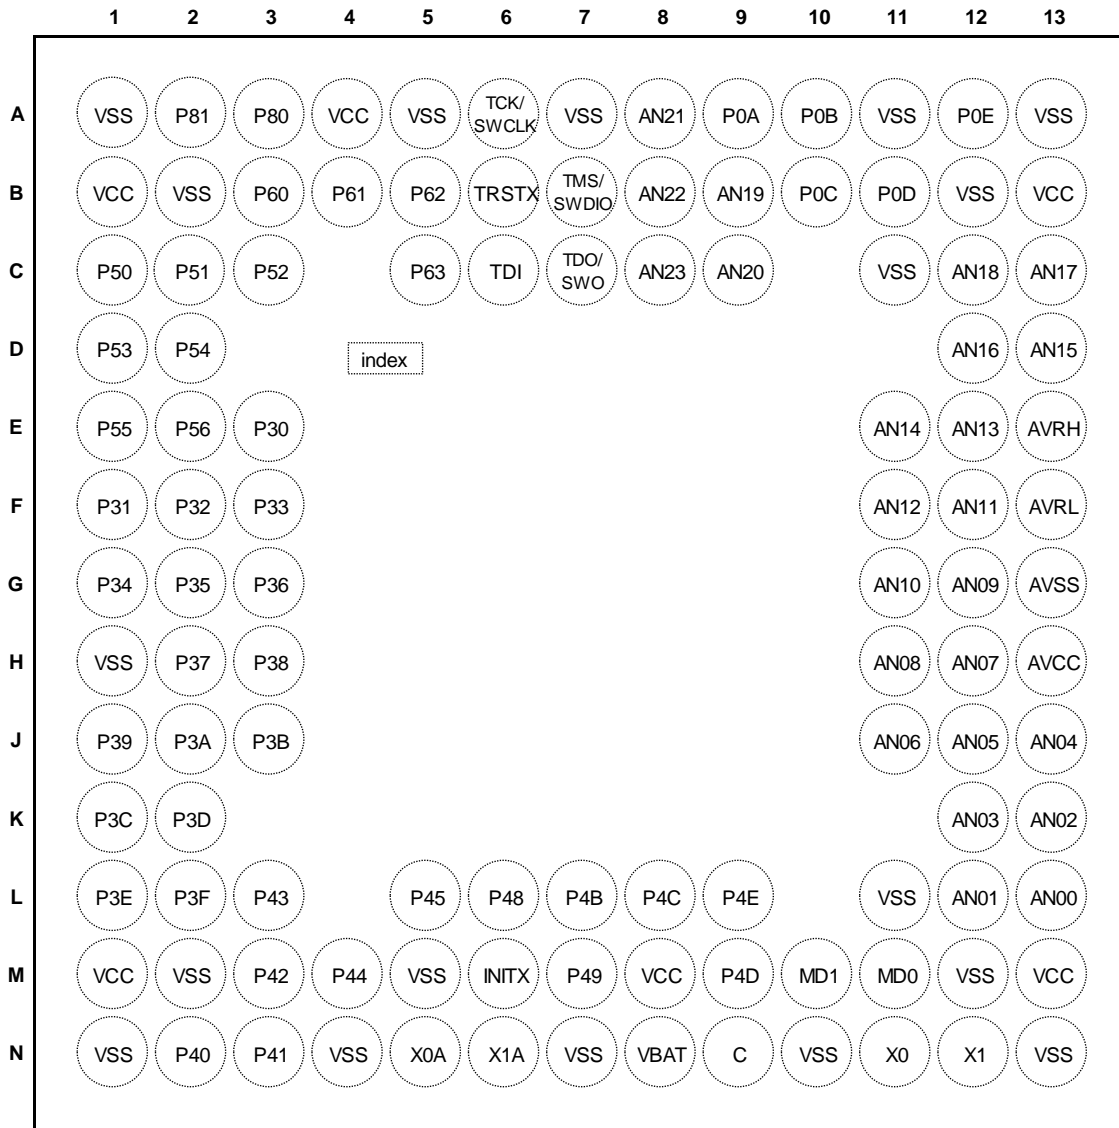 1 2 3 4 5 6 7 8 9 10 11 12 13
A VSS P81 P80 VCC VSS TCK/ SWCLK VSS AN21 P0A P0B VSS P0E VSS
B VCC VSS P60 P61 P62 TRSTX TMS/ SWDIO AN22 AN19 P0C P0D VSS VCC
C P50 P51 P52 P63 TDI TDO/ SWO AN23 AN20 VSS AN18 AN17
D P53 P54 index AN16 AN15
E P55 P56 P30 AN14 AN13 AVRH
F P31 P32 P33 AN12 AN11 AVRL
G P34 P35 P36 AN10 AN09 AVSS
H VSS P37 P38 AN08 AN07 AVCC
J P39 P3A P3B AN06 AN05 AN04
K P3C P3D AN03 AN02
L P3E P3F P43 P45 P48 P4B P4C P4E VSS AN01 AN00
M VCC VSS P42 P44 VSS INITX P49 VCC P4D MD1 MD0 VSS VCC
N VSS P40 P41 VSS X0A X1A VSS VBAT C VSS X0 X1 VSS